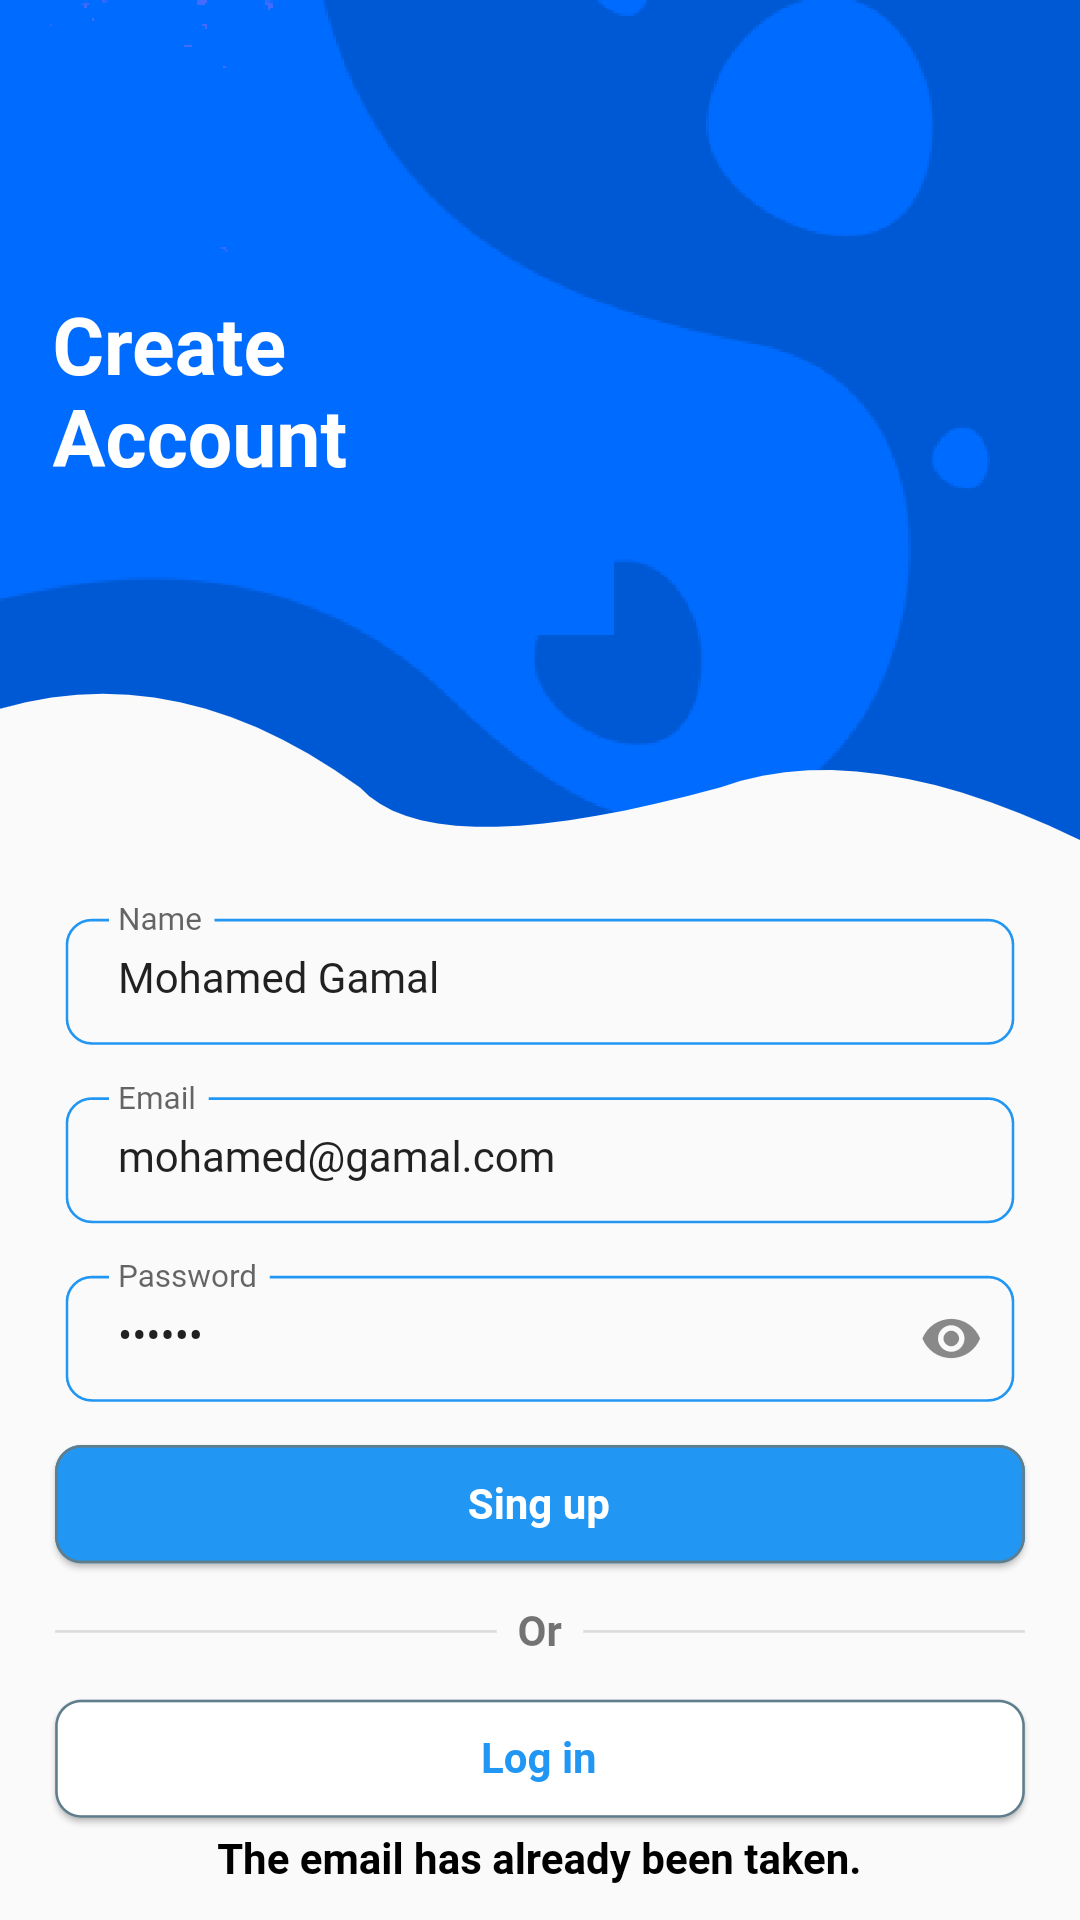 Create
Account
Name
Mohamed Gamal
Email
mohamed@gamal.com
Password
••••••
Sing up
Or
Log in
The email has already been taken.